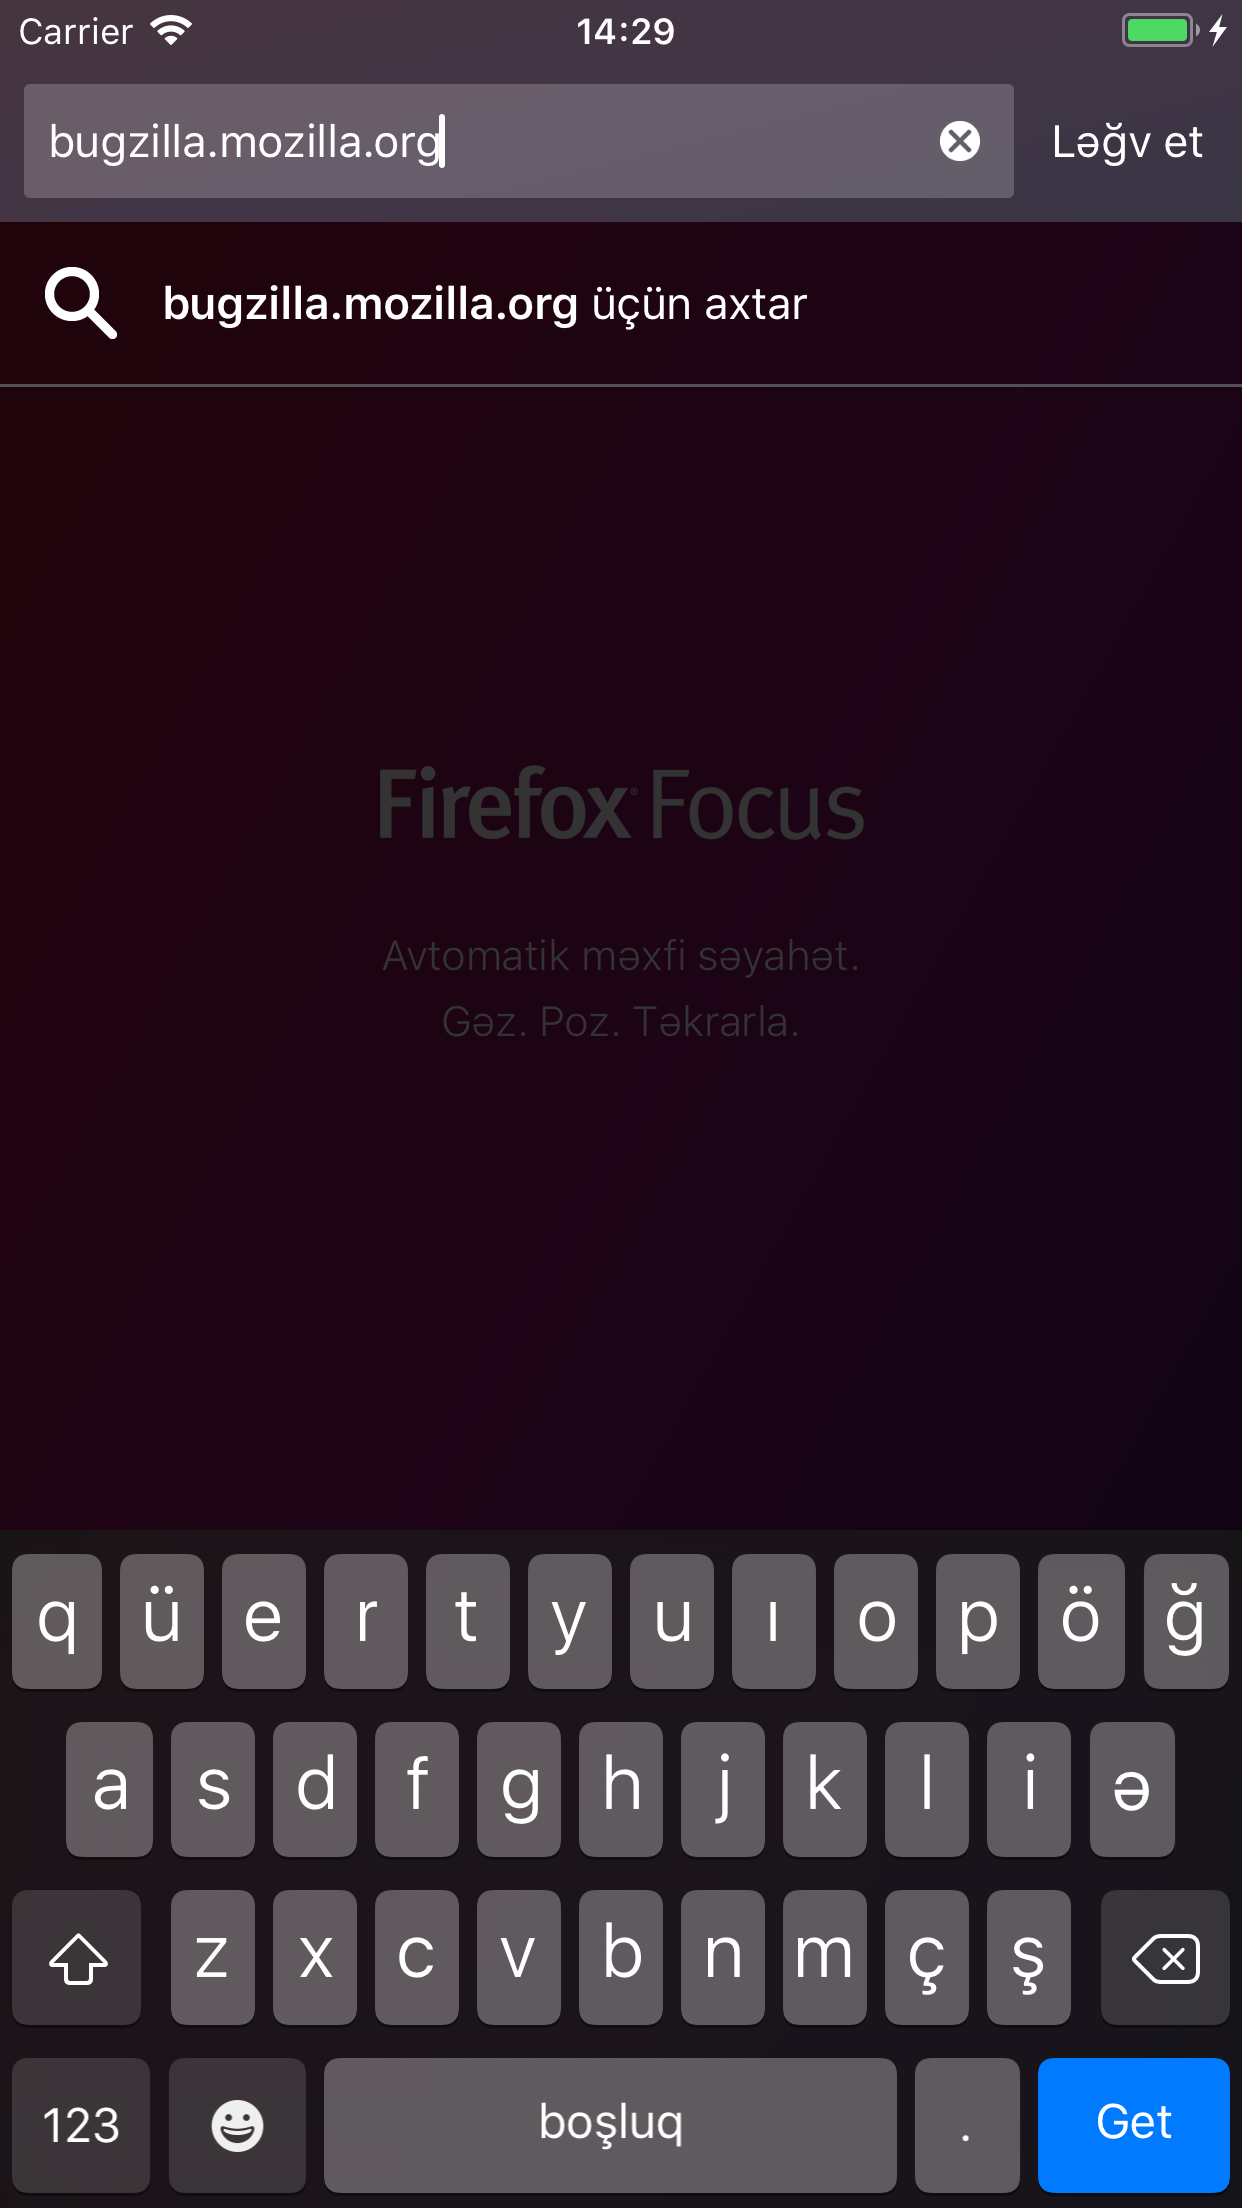 Carrier 14:29
bugzilla.mozilla.org Ləğv et
bugzilla.mozilla.org üçün axtar
Firefox® Focus
Avtomatik məxfi səyahət.
Gəz. Poz. Təkrarla.
q ü e r t y u ı o p ö ğ
a s d f g h j k l i ə
z x c v b n m ç ş
123 boşluq . Get